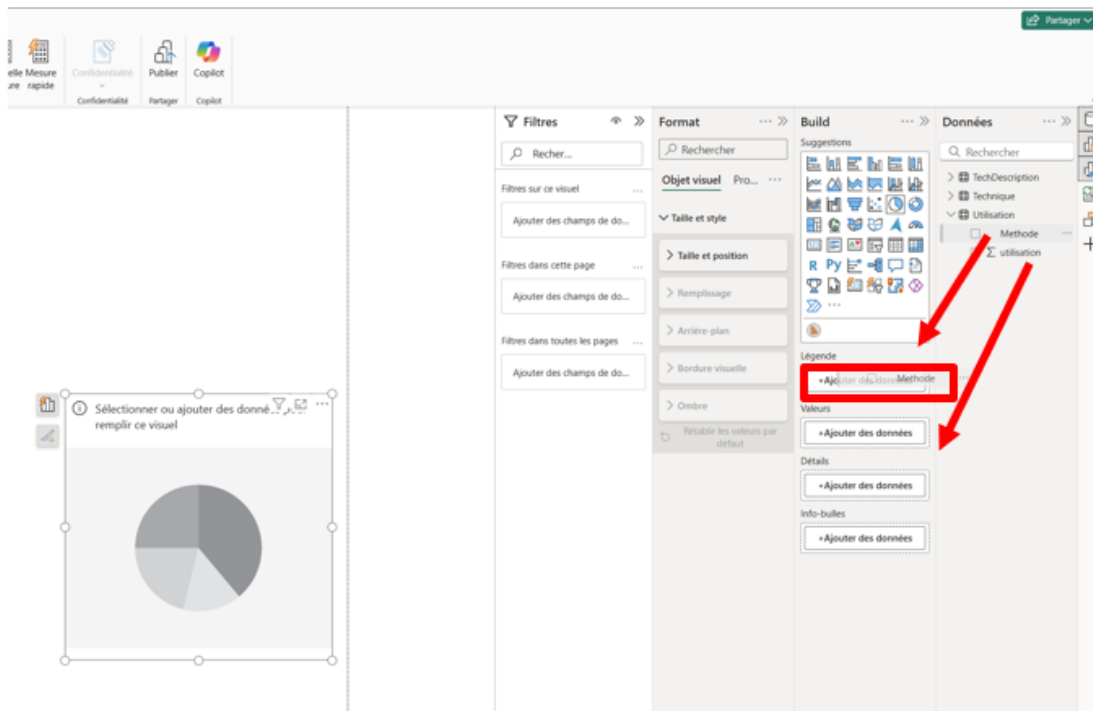 Partager
elle Mesure
ure rapide
Confidentialité
Publier
Copilot
Confidentialité
Partager
Copilot
Filtres
Recher...
Filtres sur ce visuel
Ajouter des champs de do...
Filtres dans cette page
Ajouter des champs de do...
Filtres dans toutes les pages
Ajouter des champs de do...
Format
Rechercher
Objet visuel Pro...
Taille et style
Taille et position
Remplissage
Arrière-plan
Bordure visuelle
Ombre
Rétablir les valeurs par
défaut
Build
Suggestions
R Py
Légende
+Ajouter des données Methode
Valeurs
+Ajouter des données
Détails
+Ajouter des données
Info-bulles
+Ajouter des données
Données
Rechercher
TechDescription
Technique
Utilisation
Methode
Σ utilisation
Sélectionner ou ajouter des donné
remplir ce visuel